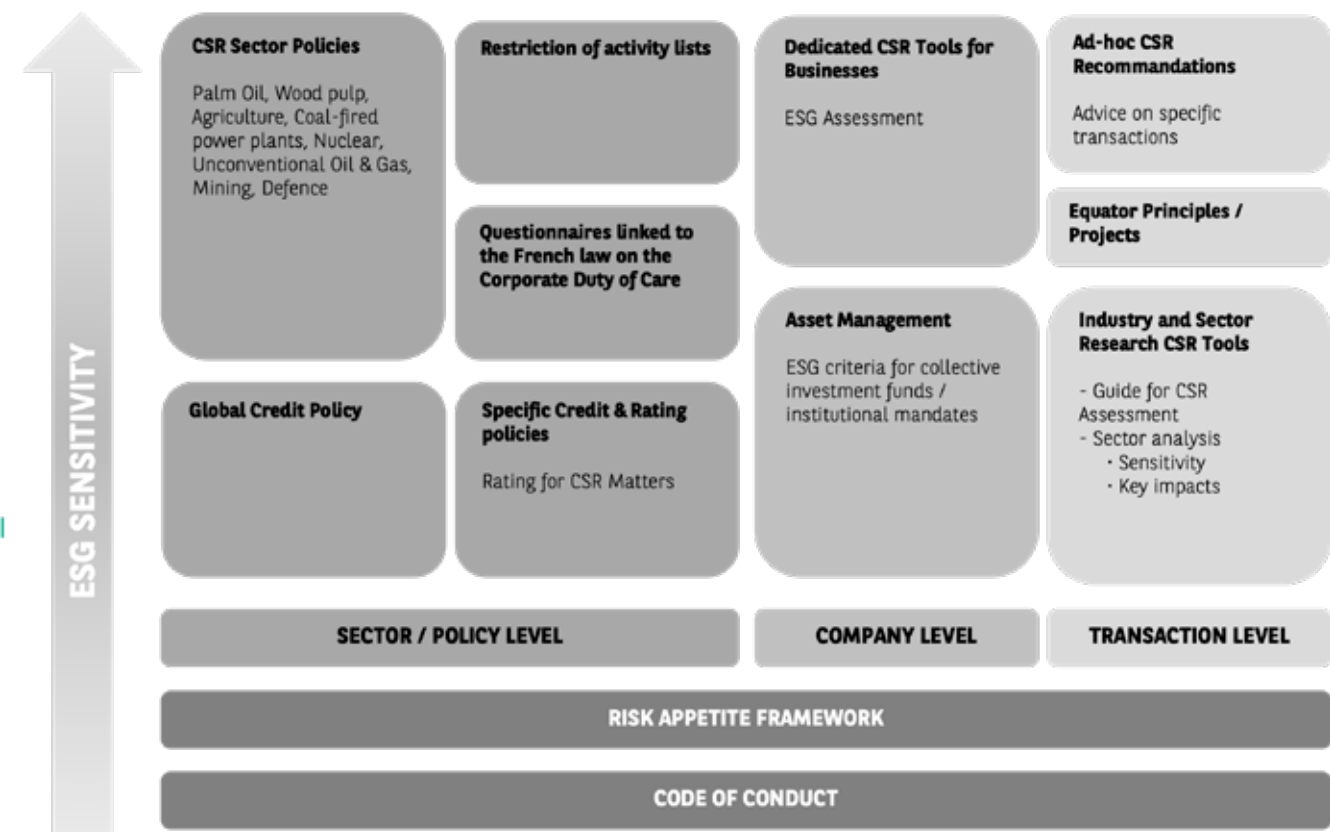 CSR Sector Policies
Palm Oil, Wood pulp,
Agriculture, Coal-fired
power plants, Nuclear,
Unconventional Oil & Gas,
Mining, Defence
Restriction of activity lists
Questionnaires linked to
the French law on the
Corporate Duty of Care
Global Credit Policy
Specific Credit & Rating
policies
Rating for CSR Matters
Dedicated CSR Tools for
Businesses
ESG Assessment
Asset Management
ESG criteria for collective
investment funds /
institutional mandates
Ad-hoc CSR
Recommandations
Advice on specific
transactions
Equator Principles /
Projects
Industry and Sector
Research CSR Tools
- Guide for CSR
Assessment
- Sector analysis
· Sensitivity
· Key impacts
ESG SENSITIVITY
SECTOR / POLICY LEVEL
COMPANY LEVEL
TRANSACTION LEVEL
RISK APPETITE FRAMEWORK
CODE OF CONDUCT